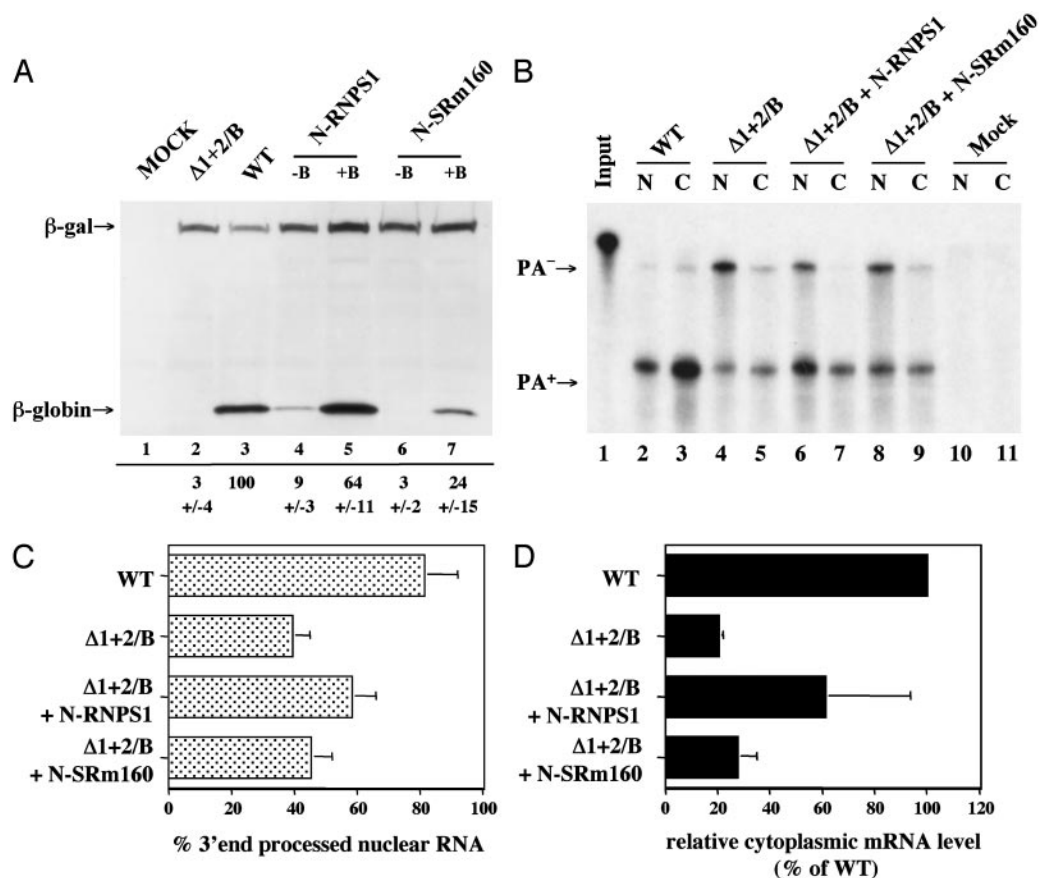 A
MOCK
Δ1+2/B
WT
N-RNPS1
-B +B
N-SRm160
-B +B
β-gal→
β-globin→
1 2 3 4 5 6 7
3 100 9 64 3 24
+/-4 +/-3 +/-11 +/-2 +/-15
B
Input
WT
Δ1+2/B
Δ1+2/B + N-RNPS1
Δ1+2/B + N-SRm160
Mock
N C N C N C N C N C
PA⁻→
PA⁺→
1 2 3 4 5 6 7 8 9 10 11
C
WT
Δ1+2/B
Δ1+2/B
+ N-RNPS1
Δ1+2/B
+ N-SRm160
0 20 40 60 80 100
% 3'end processed nuclear RNA
D
WT
Δ1+2/B
Δ1+2/B
+ N-RNPS1
Δ1+2/B
+ N-SRm160
0 20 40 60 80 100 120
relative cytoplasmic mRNA level
(% of WT)